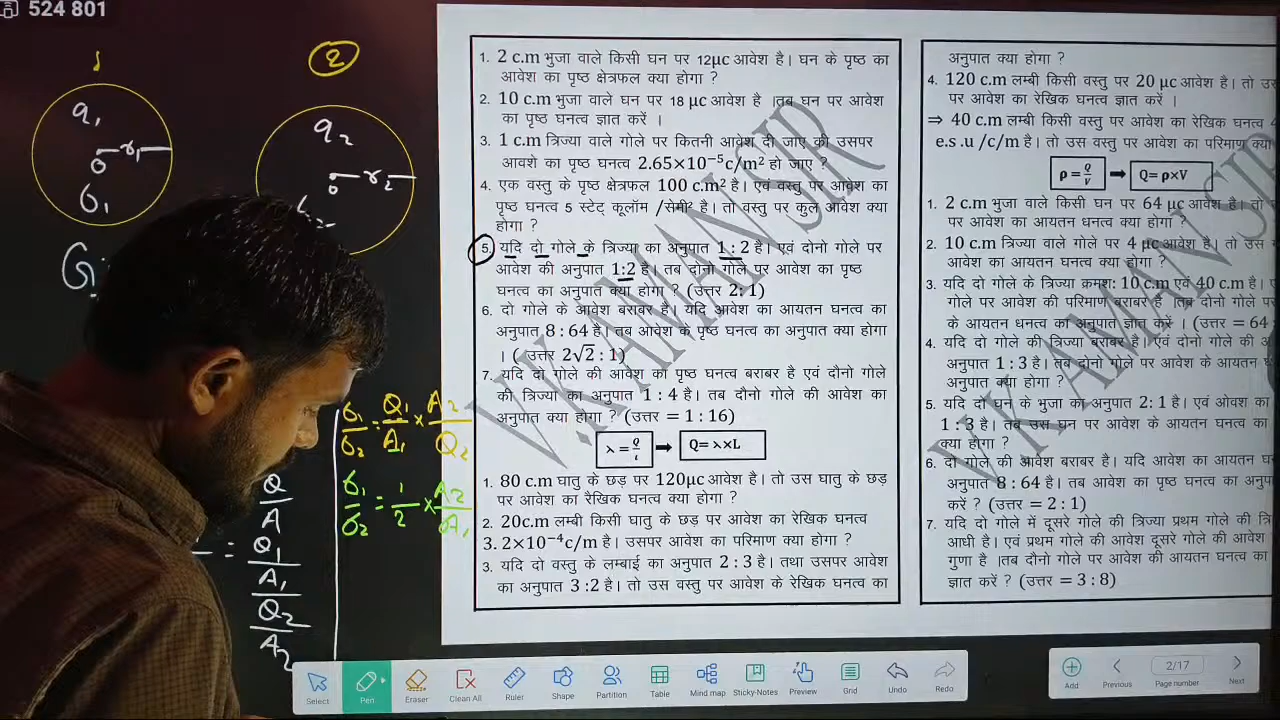 524 801
1
2
q1
r1
0
σ1
q2
r2
0
σ1/σ2 = Q1/A1 × A2/Q2
σ1/σ2 = 1/2 × A2/A1
Q/A
= Q1/A1
Q2/A2
1. 2 c.m भुजा वाले किसी घन पर 12μc आवेश है। घन के पृष्ठ का
आवेश का पृष्ठ क्षेत्रफल क्या होगा ?
2. 10 c.m भुजा वाले घन पर 18 μc आवेश है ।तब घन पर आवेश
का पृष्ठ घनत्व ज्ञात करें ।
3. 1 c.m त्रिज्या वाले गोले पर कितनी आवेश दी जाए की उसपर
आवशे का पृष्ठ घनत्व 2.65×10⁻⁵c/m² हो जाए ?
4. एक वस्तु के पृष्ठ क्षेत्रफल 100 c.m² है। एवं वस्तु पर आवेश का
पृष्ठ घनत्व 5 स्टेट् कूलॉम /सेमी² है। तो वस्तु पर कुल आवेश क्या
होगा ?
5. यदि दो गोले के त्रिज्या का अनुपात 1 : 2 है। एवं दोनो गोले पर
आवेश की अनुपात 1:2 है। तब दोनो गोले पर आवेश का पृष्ठ
घनत्व का अनुपात क्या होगा ? (उत्तर 2: 1)
6. दो गोले के आवेश बराबर है। यदि आवेश का आयतन घनत्व का
अनुपात 8 : 64 है। तब आवेश के पृष्ठ घनत्व का अनुपात क्या होगा
। ( उत्तर 2√2 : 1)
7. यदि दो गोले की आवेश का पृष्ठ घनत्व बराबर है एवं दौनो गोले
की त्रिज्या का अनुपात 1 : 4 है। तब दौनो गोले की आवेश का
अनुपात क्या होगा ? (उत्तर = 1 : 16)
λ = Q/l ➡ Q= λ×L
1. 80 c.m घातु के छड़ पर 120μc आवेश है। तो उस घातु के छड़
पर आवेश का रैखिक घनत्व क्या होगा ?
2. 20c.m लम्बी किसी घातु के छड़ पर आवेश का रेखिक घनत्व
3. 2×10⁻⁴c/m है। उसपर आवेश का परिमाण क्या होगा ?
3. यदि दो वस्तु के लम्बाई का अनुपात 2 : 3 है। तथा उसपर आवेश
का अनुपात 3 :2 है। तो उस वस्तु पर आवेश के रेखिक घनत्व का
अनुपात क्या होगा ?
4. 120 c.m लम्बी किसी वस्तु पर 20 μc आवेश है। तो
पर आवेश का रेखिक घनत्व ज्ञात करें ।
⇒ 40 c.m लम्बी किसी वस्तु पर आवेश का रेखिक घनत्व
e.s.u /c/m है। तो उस वस्तु पर आवेश का परिमाण क्या
ρ = Q/V ➡ Q= ρ×V
1. 2 c.m भुजा वाले किसी घन पर 64 μc आवेश है।
पर आवेश का आयतन धनत्व क्या होगा ?
2. 10 c.m त्रिज्या वाले गोले पर 4 μc आवेश है। तो
आवेश का आयतन घनत्व क्या होगा ?
3. यदि दो गोले के त्रिज्या क्रमश: 10 c.m एवं 40 c.m है।
गोले पर आवेश की परिमाण बराबर है तब दोनो गोले
के आयतन धनत्व का अनुपात ज्ञात करें । (उत्तर = 64
4. यदि दो गोले की त्रिज्या बराबर है। एवं दोनो गोले की
अनुपात 1 : 3 है। तब दोनो गोले पर आवेश के आयतन
अनुपात क्या होगा ?
5. यदि दो घन के भुजा का अनुपात 2: 1 है। एवं ओवश का
1 : 3 है। तब उस घन पर आवेश के आयतन घनत्व
क्या होगा ?
6. दो गोले की आवेश बराबर है। यदि आवेश का आयतन
अनुपात 8 : 64 है। तब आवेश का पृष्ठ घनत्व का
करें ? (उत्तर = 2 : 1)
7. यदि दो गोले में दूसरे गोले की त्रिज्या प्रथम गोले की
आधी है। एवं प्रथम गोले की आवेश दूसरे गोले की आवेश
गुणा है ।तब दौनो गोले पर आवेश की आयतन घनत्व का
ज्ञात करें ? (उत्तर = 3 : 8)
V.K AMAN SIR
V.K AMAN SIR
Select
Pen
Eraser
Clean All
Ruler
Shape
Partition
Table
Mind map
Sticky-Notes
Preview
Grid
Undo
Redo
Add
Previous
2/17
Page number
Next